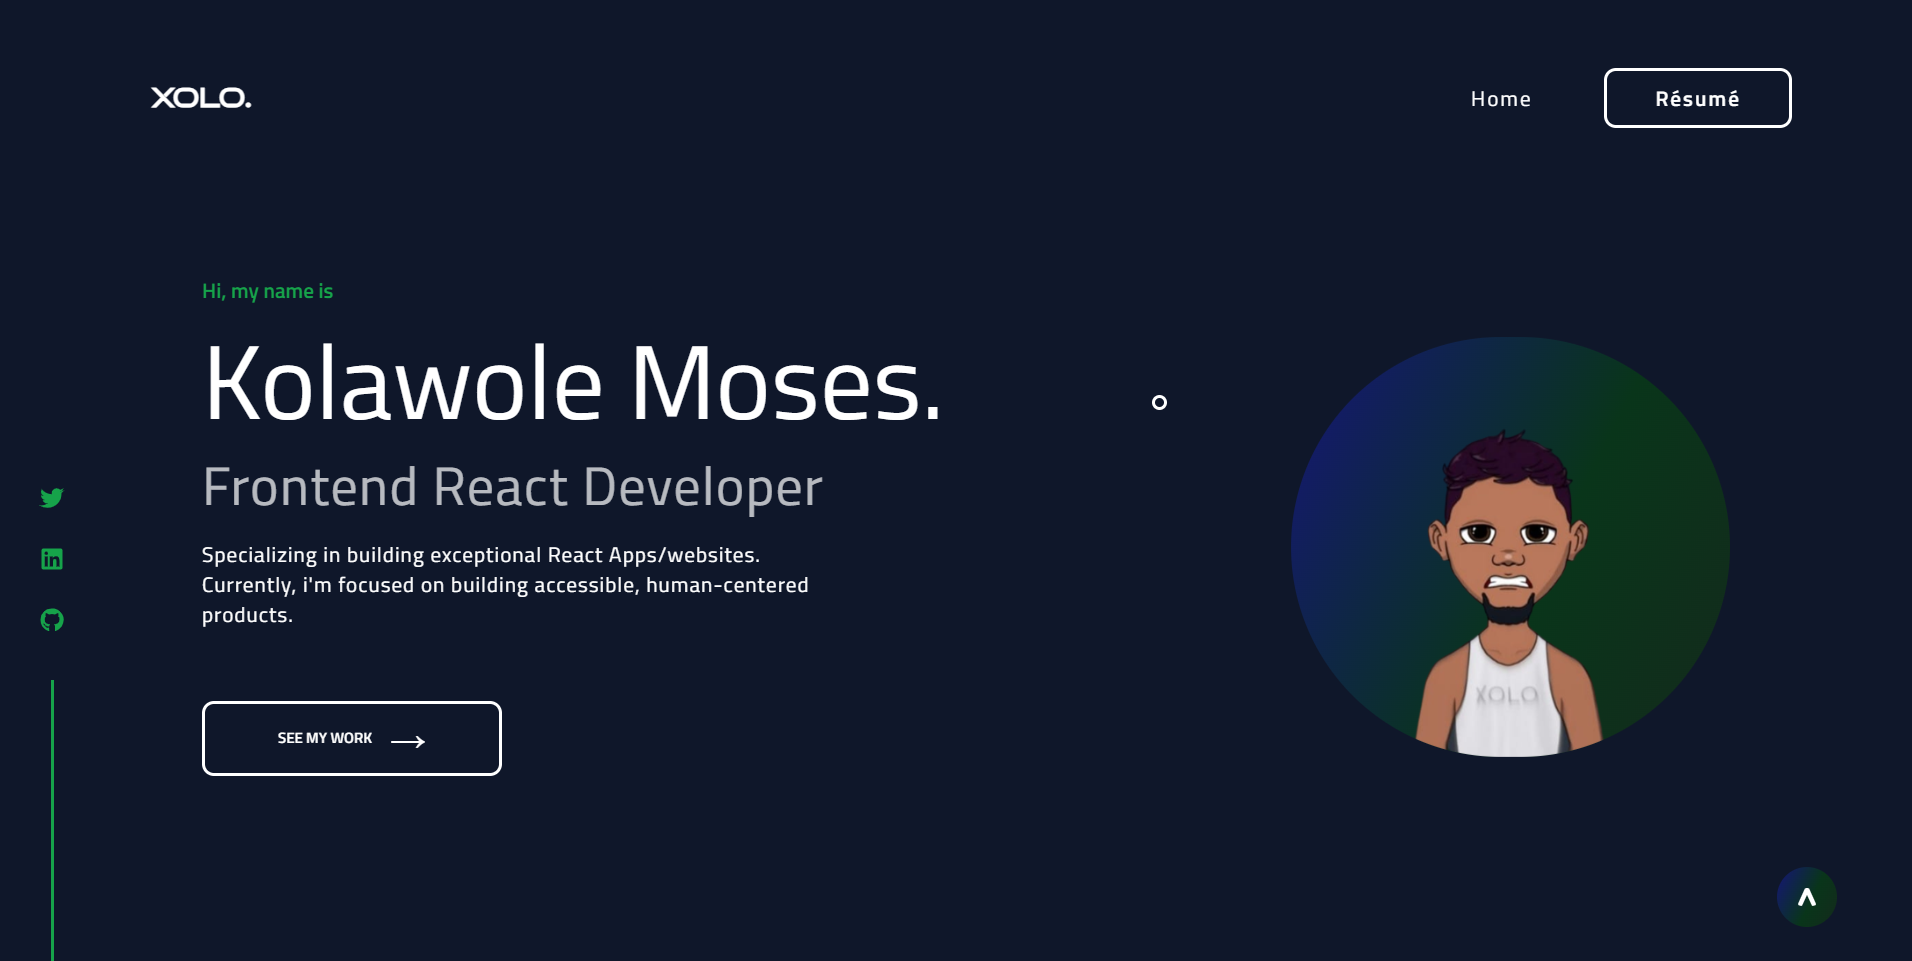 XOLO.
Home
Résumé
Hi, my name is
Kolawole Moses.
Frontend React Developer
Specializing in building exceptional React Apps/websites.
Currently, i'm focused on building accessible, human-centered
products.
XOLO
SEE MY WORK